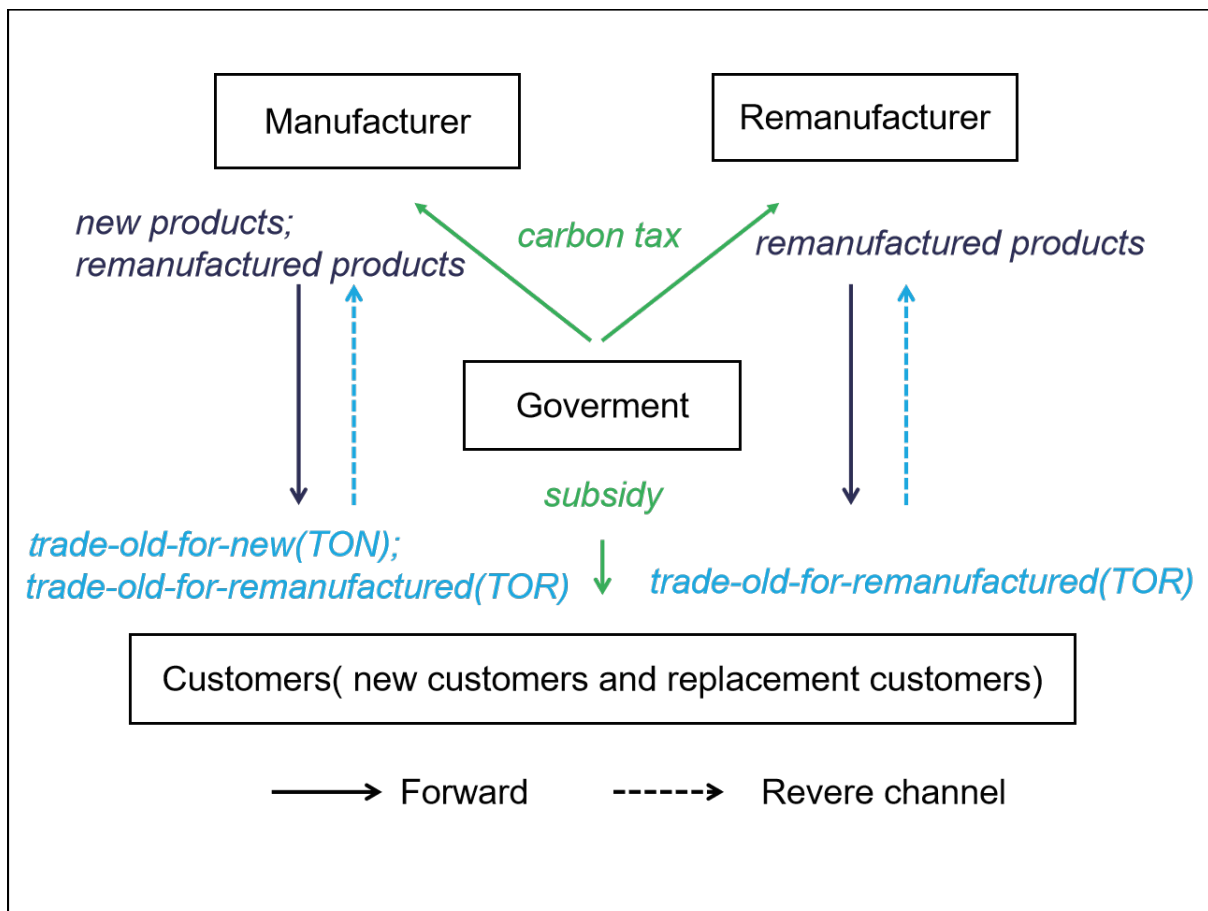 Manufacturer
Remanufacturer
new products;
remanufactured products
carbon tax
remanufactured products
Goverment
subsidy
trade-old-for-new(TON);
trade-old-for-remanufactured(TOR)
trade-old-for-remanufactured(TOR)
Customers( new customers and replacement customers)
Forward
Revere channel